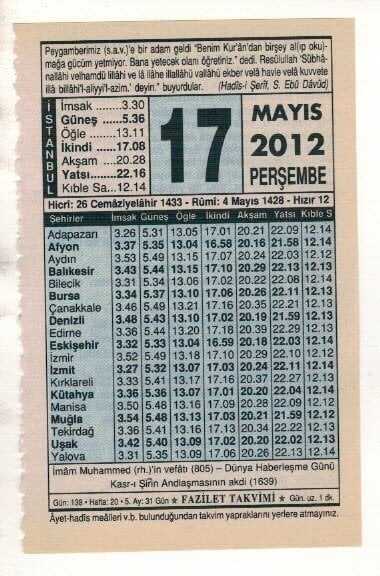 Peygamberimiz (s.a.v.)'e bir adam geldi "Benim Kur'ân'dan birşey al(ıp oku)-
mağa gücüm yetmiyor. Bana yetecek olanı öğretiniz." dedi. Resûlullah 'Sübhâ-
nallâhi velhamdü lillâhi ve lâ ilâhe illallâhü vallâhü ekber velâ havle velâ kuvvete
illâ billâhi'l-aliyyi'l-azîm.' deyin." buyurdular. (Hadîs-i Şerîf, S. Ebû Dâvûd)
İSTANBUL
İmsak ......3.30
Güneş .....5.36
Öğle .......13.11
İkindi .....17.08
Akşam ...20.28
Yatsı ......22.16
Kıble Sa...12.14
17
MAYIS
2012
PERŞEMBE
Hicrî: 26 Cemâziyelâhir 1433 - Rûmî: 4 Mayıs 1428 - Hızır 12
Şehirler İmsak Güneş Öğle İkindi Akşam Yatsı Kıble S
Adapazarı 3.26 5.31 13.05 17.01 20.21 22.09 12.14
Afyon 3.37 5.35 13.04 16.58 20.16 21.58 12.14
Aydın 3.53 5.49 13.15 17.07 20.24 22.03 12.13
Balıkesir 3.43 5.44 13.15 17.10 20.29 22.13 12.13
Bilecik 3.31 5.34 13.06 17.02 20.22 22.08 12.14
Bursa 3.34 5.37 13.10 17.06 20.26 22.11 12.13
Çanakkale 3.46 5.49 13.21 17.16 20.35 22.21 12.13
Denizli 3.48 5.43 13.10 17.02 20.19 21.59 12.13
Edirne 3.36 5.44 13.20 17.18 20.39 22.29 12.13
Eskişehir 3.32 5.33 13.04 16.59 20.18 22.03 12.14
İzmir 3.52 5.49 13.18 17.10 20.29 22.10 12.12
İzmit 3.27 5.32 13.07 17.03 20.24 22.11 12.14
Kırklareli 3.33 5.41 13.17 17.16 20.37 22.27 12.13
Kütahya 3.36 5.36 13.07 17.01 20.20 22.04 12.14
Manisa 3.50 5.48 13.16 17.09 20.28 22.09 12.12
Muğla 3.54 5.48 13.13 17.03 20.21 21.59 12.12
Tekirdağ 3.36 5.41 13.16 17.13 20.34 22.22 12.13
Uşak 3.42 5.40 13.09 17.02 20.20 22.02 12.13
Yalova 3.31 5.35 13.09 17.06 20.26 22.13 12.13
İmâm Muhammed (rh.)'in vefâtı (805) – Dünya Haberleşme Günü
Kasr-ı Şîrîn Andlaşmasının akdi (1639)
Gün: 138 • Hafta: 20 • 5. Ay: 31 Gün ★ FAZİLET TAKVİMİ ★ Gün. uz. 1 dk.
Âyet-hadîs meâlleri v.b. bulunduğundan takvim yapraklarını yerlere atmayınız.